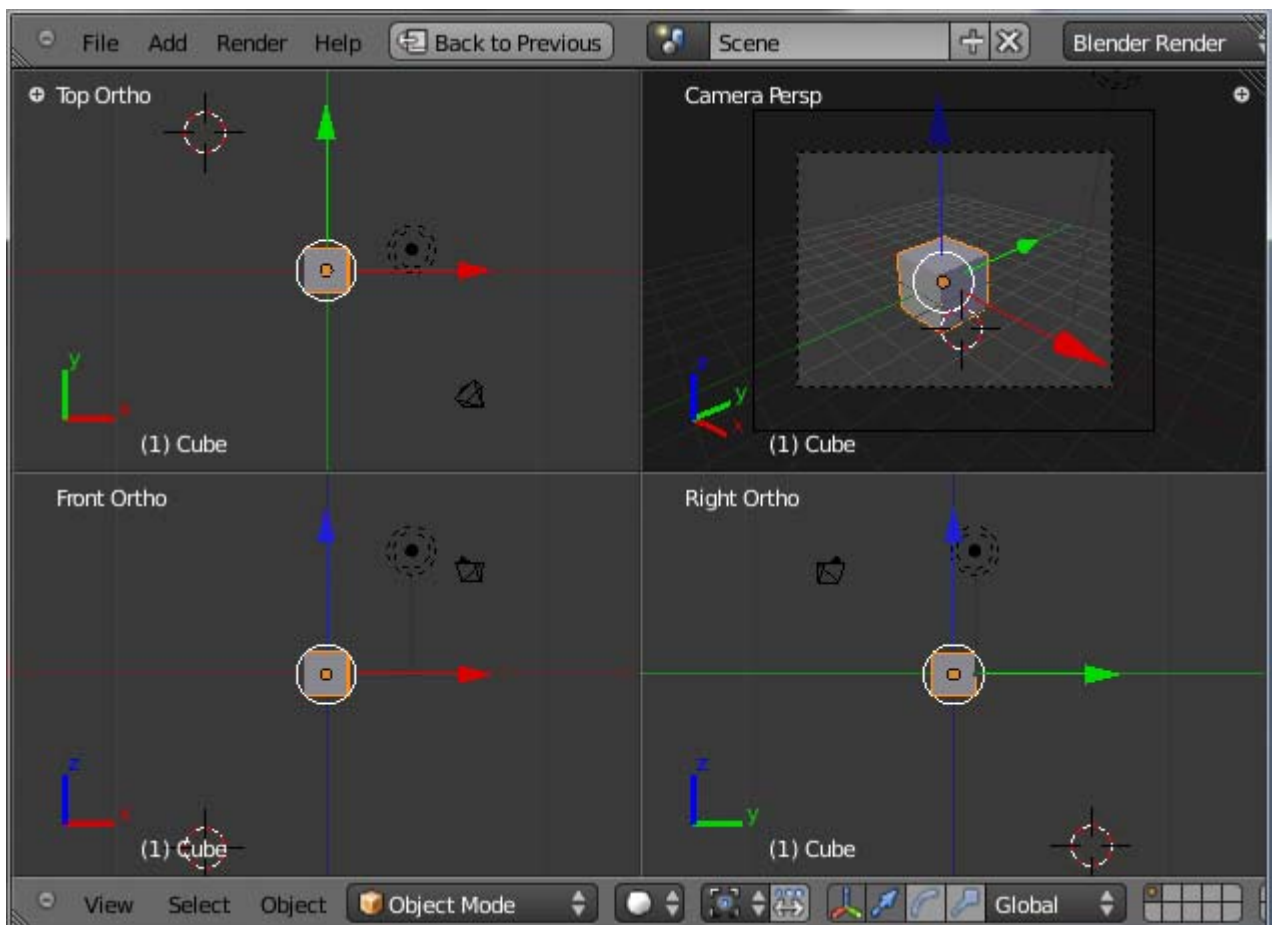 File Add Render Help Back to Previous Scene Blender Render
Top Ortho
y
x
(1) Cube
Camera Persp
z
y
x
(1) Cube
Front Ortho
z
x
(1) Cube
Right Ortho
z
y
(1) Cube
View Select Object Object Mode Global